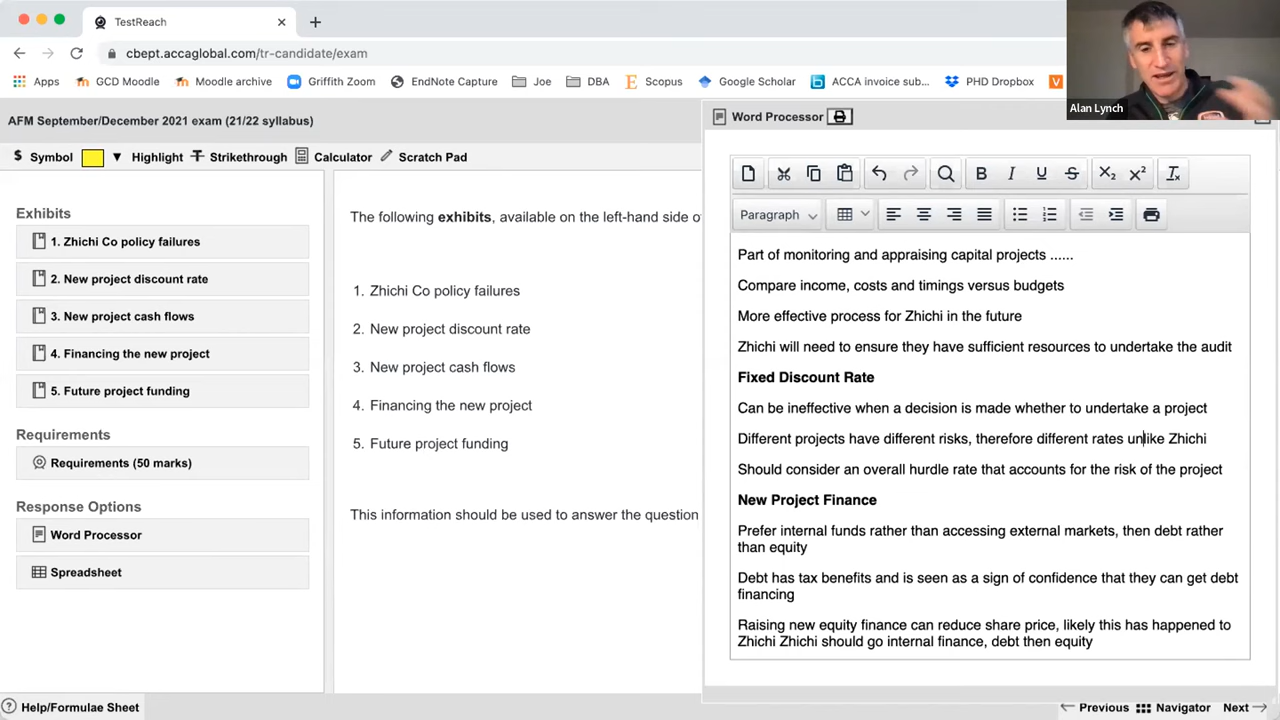 TestReach
cbept.accaglobal.com/tr-candidate/exam
Apps GCD Moodle Moodle archive Griffith Zoom EndNote Capture Joe DBA Scopus Google Scholar ACCA invoice sub... PHD Dropbox
Alan Lynch
AFM September/December 2021 exam (21/22 syllabus)
Word Processor
Symbol Highlight Strikethrough Calculator Scratch Pad
Paragraph
Exhibits
1. Zhichi Co policy failures
2. New project discount rate
3. New project cash flows
4. Financing the new project
5. Future project funding
Requirements
Requirements (50 marks)
Response Options
Word Processor
Spreadsheet
The following exhibits, available on the left-hand side o
1. Zhichi Co policy failures
2. New project discount rate
3. New project cash flows
4. Financing the new project
5. Future project funding
This information should be used to answer the question
Part of monitoring and appraising capital projects ......
Compare income, costs and timings versus budgets
More effective process for Zhichi in the future
Zhichi will need to ensure they have sufficient resources to undertake the audit
Fixed Discount Rate
Can be ineffective when a decision is made whether to undertake a project
Different projects have different risks, therefore different rates unlike Zhichi
Should consider an overall hurdle rate that accounts for the risk of the project
New Project Finance
Prefer internal funds rather than accessing external markets, then debt rather
than equity
Debt has tax benefits and is seen as a sign of confidence that they can get debt
financing
Raising new equity finance can reduce share price, likely this has happened to
Zhichi Zhichi should go internal finance, debt then equity
Help/Formulae Sheet
Previous Navigator Next